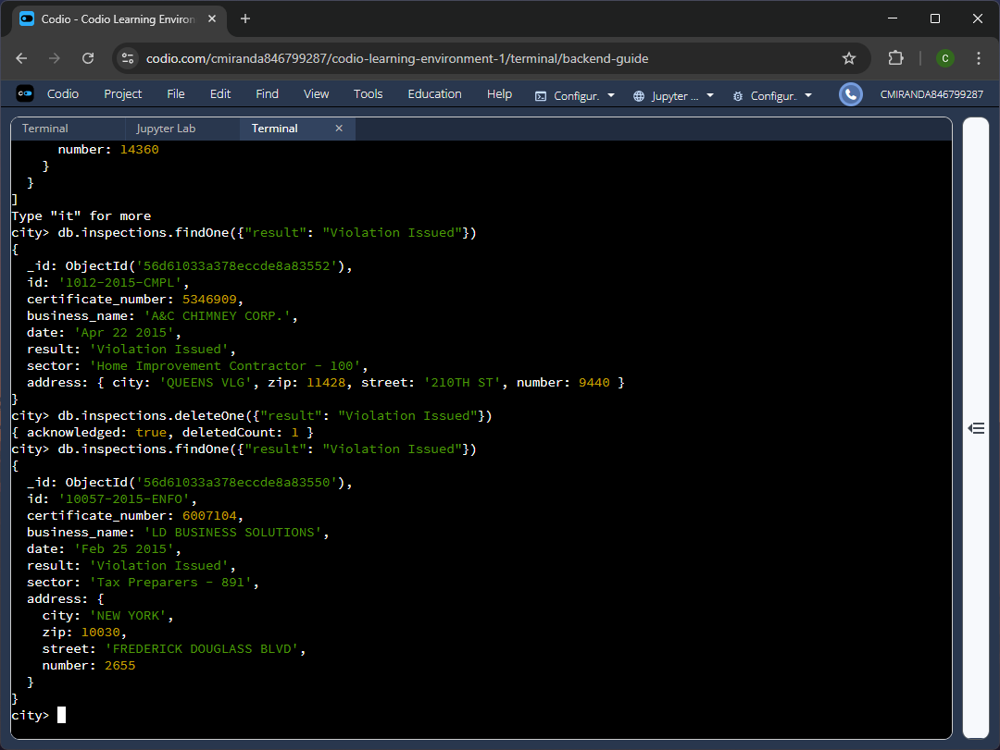 Codio - Codio Learning Environ
codio.com/cmiranda846799287/codio-learning-environment-1/terminal/backend-guide
C
Codio Project File Edit Find View Tools Education Help Configur. Jupyter ... Configur.. CMIRANDA846799287
Terminal Jupyter Lab Terminal
      number: 14360
    }
  }
]
Type "it" for more
city> db.inspections.findOne({"result": "Violation Issued"})
{
  _id: ObjectId('56d61033a378eccde8a83552'),
  id: '1012-2015-CMPL',
  certificate_number: 5346909,
  business_name: 'A&C CHIMNEY CORP.',
  date: 'Apr 22 2015',
  result: 'Violation Issued',
  sector: 'Home Improvement Contractor - 100',
  address: { city: 'QUEENS VLG', zip: 11428, street: '210TH ST', number: 9440 }
}
city> db.inspections.deleteOne({"result": "Violation Issued"})
{ acknowledged: true, deletedCount: 1 }
city> db.inspections.findOne({"result": "Violation Issued"})
{
  _id: ObjectId('56d61033a378eccde8a83550'),
  id: '10057-2015-ENFO',
  certificate_number: 6007104,
  business_name: 'LD BUSINESS SOLUTIONS',
  date: 'Feb 25 2015',
  result: 'Violation Issued',
  sector: 'Tax Preparers - 891',
  address: {
    city: 'NEW YORK',
    zip: 10030,
    street: 'FREDERICK DOUGLASS BLVD',
    number: 2655
  }
}
city>